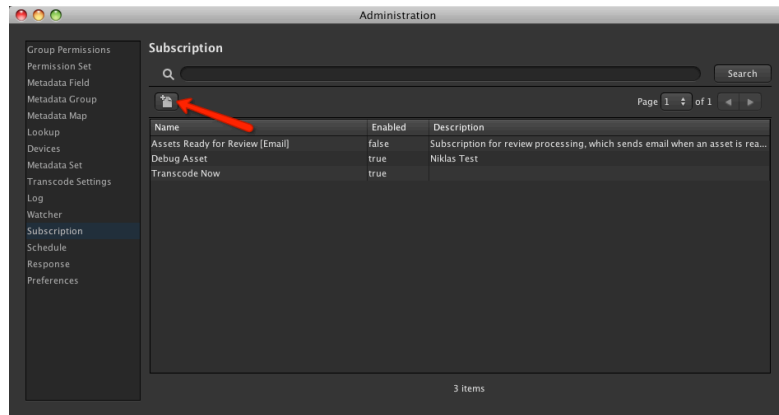 Administration
Group Permissions
Permission Set
Metadata Field
Metadata Group
Metadata Map
Lookup
Devices
Metadata Set
Transcode Settings
Log
Watcher
Subscription
Schedule
Response
Preferences
Subscription
Search
Page 1 of 1
Name Enabled Description
Assets Ready for Review [Email] false Subscription for review processing, which sends email when an asset is rea...
Debug Asset true Niklas Test
Transcode Now true
3 items